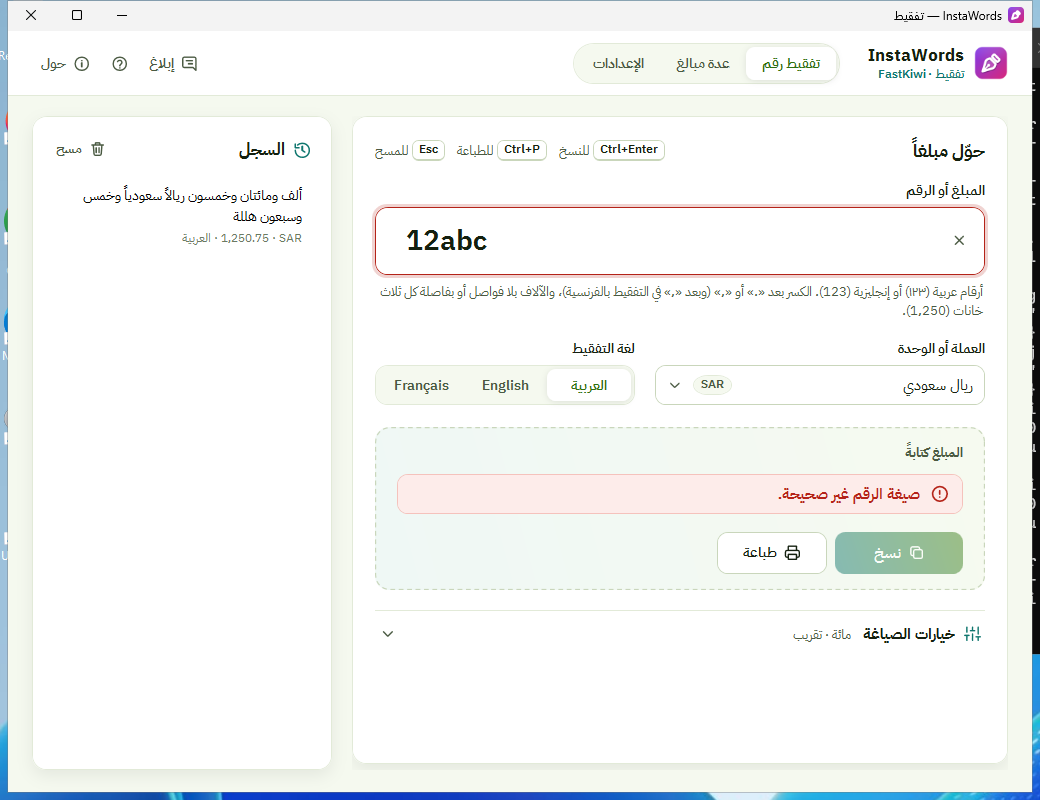 InstaWords — تفقيط
InstaWords
تفقيط · FastKiwi
تفقيط رقم
عدة مبالغ
الإعدادات
إبلاغ
حول
حوّل مبلغاً
Ctrl+Enter للنسخ
Ctrl+P للطباعة
Esc للمسح
المبلغ أو الرقم
12abc
أرقام عربية (١٢٣) أو إنجليزية (123). الكسر بعد «.» أو «,» (وبعد «,» في التفقيط بالفرنسية)، والآلاف بلا فواصل أو بفاصلة كل ثلاث
خانات (1,250).
العملة أو الوحدة
ريال سعودي
SAR
لغة التفقيط
العربية
English
Français
المبلغ كتابةً
صيغة الرقم غير صحيحة.
نسخ
طباعة
خيارات الصياغة
مائة · تقريب
السجل
مسح
ألف ومائتان وخمسون ريالاً سعودياً وخمس
وسبعون هللة
SAR · 1,250.75 · العربية